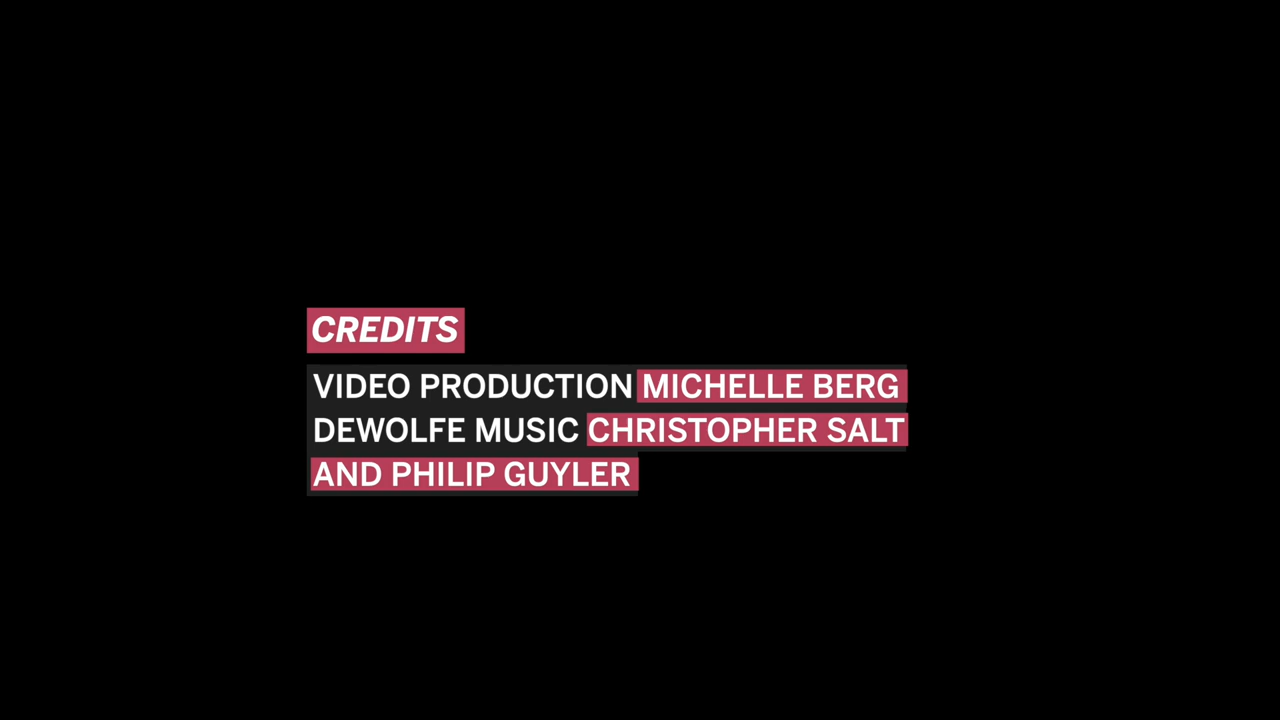 CREDITS
VIDEO PRODUCTION MICHELLE BERG
DEWOLFE MUSIC CHRISTOPHER SALT
AND PHILIP GUYLER